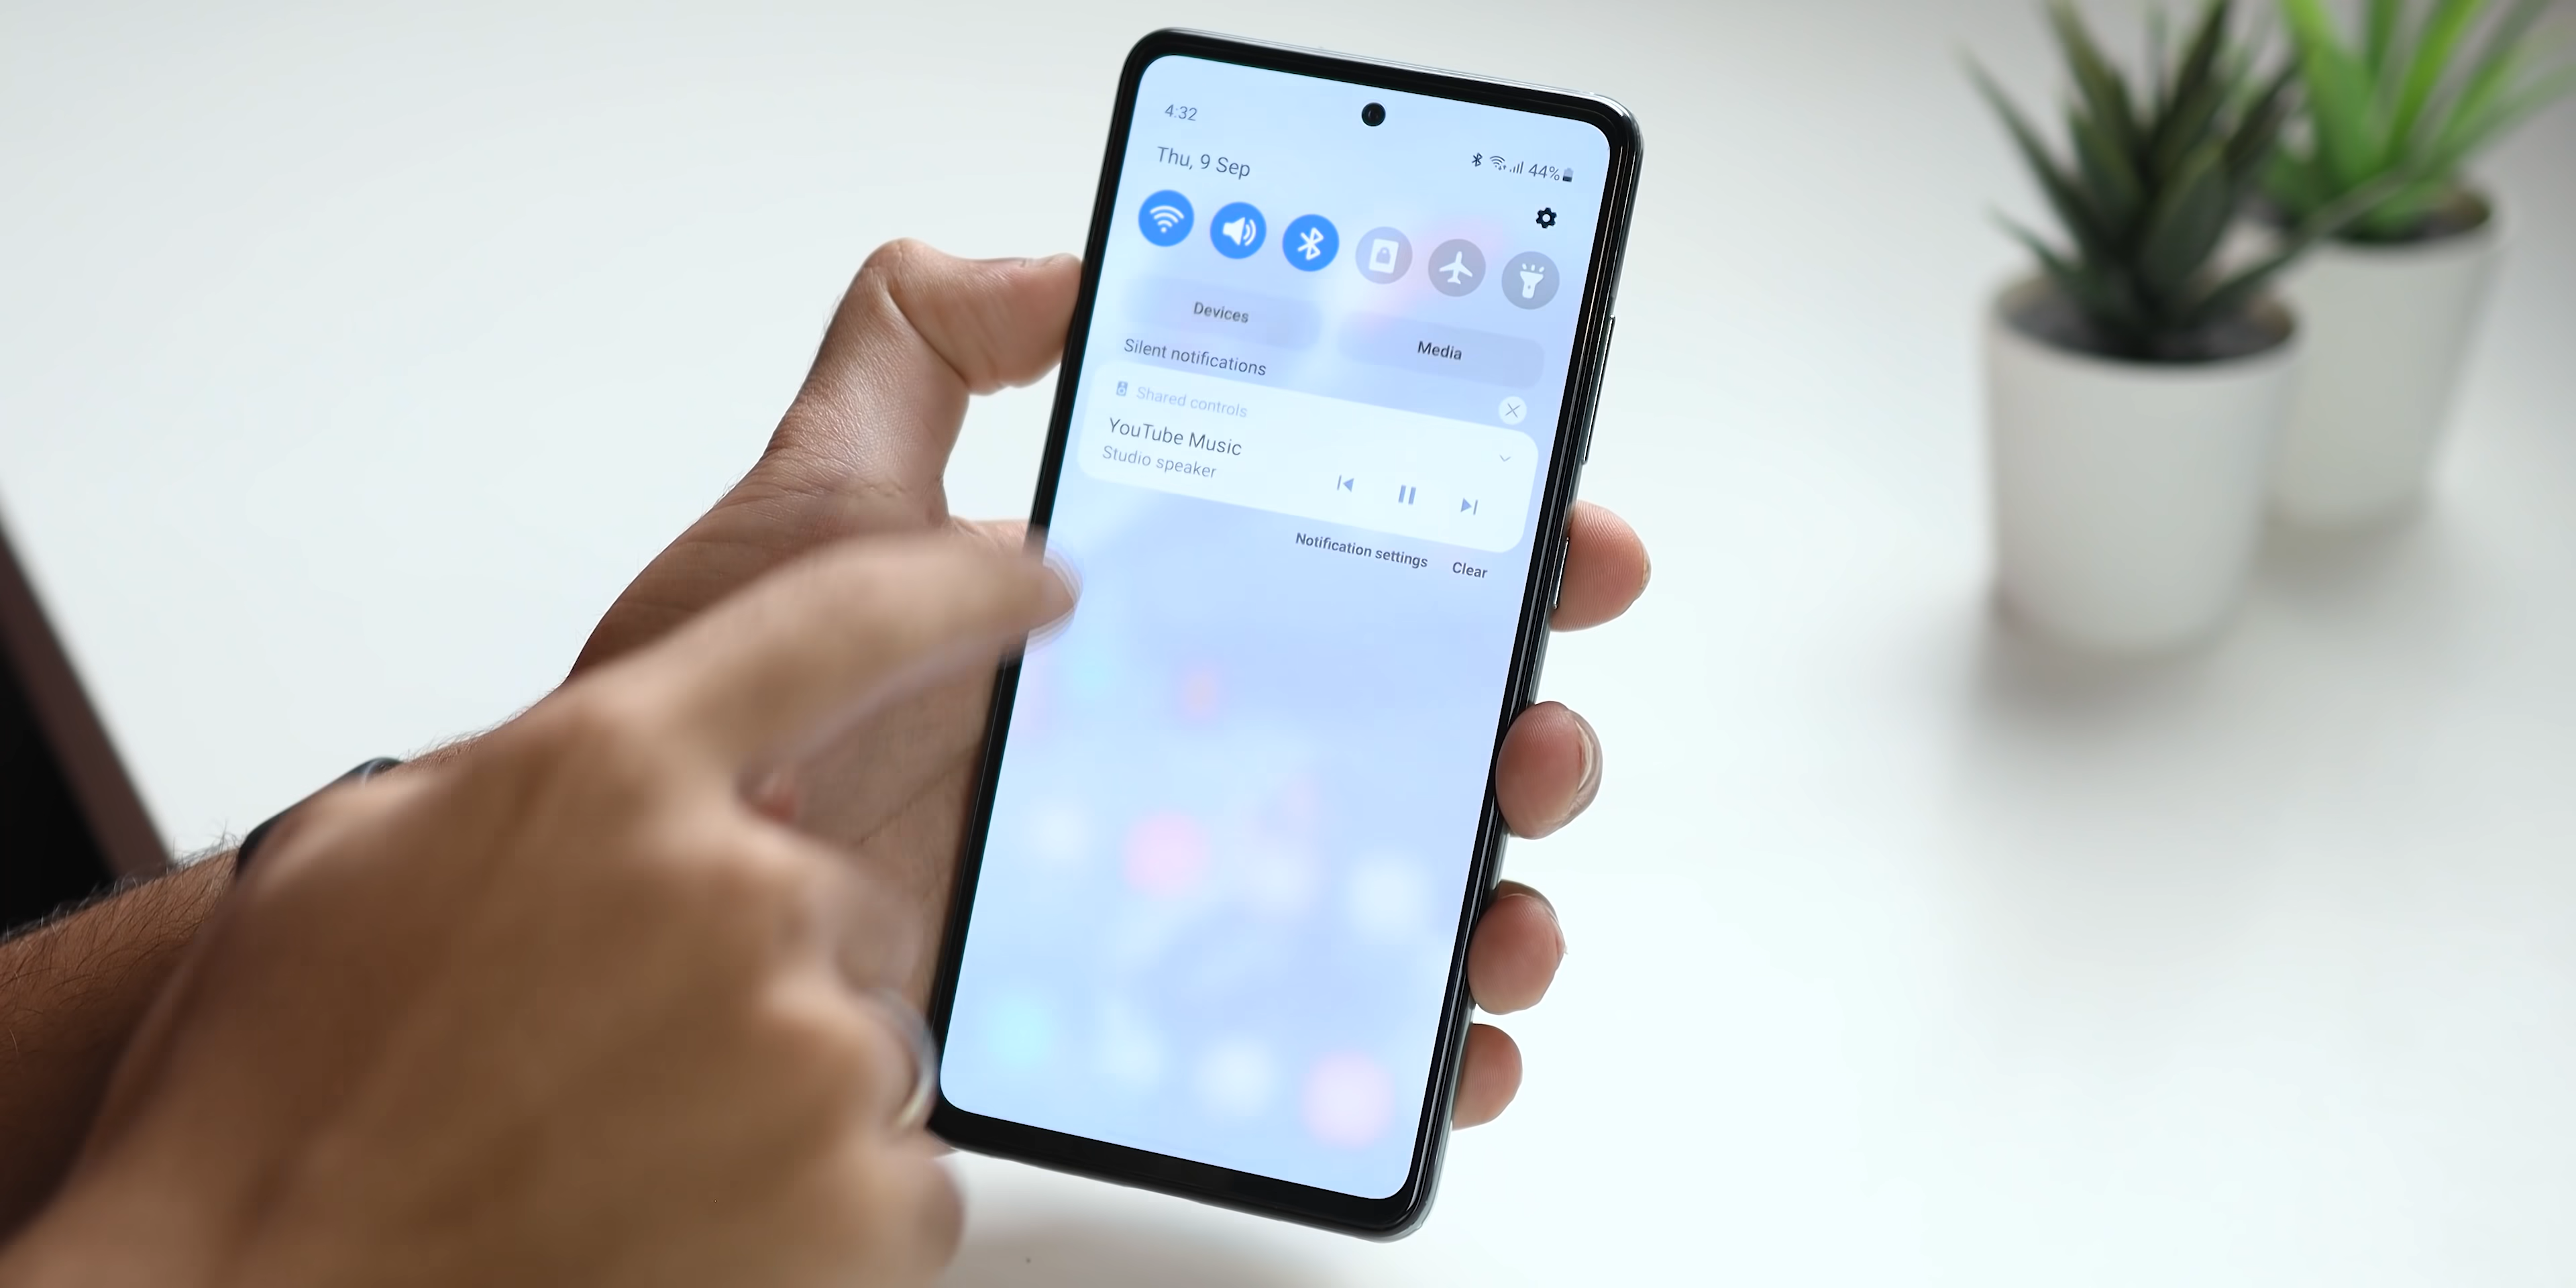 4:32
44%
Thu, 9 Sep
Devices
Media
Silent notifications
Shared controls
YouTube Music
Studio speaker
Notification settings
Clear